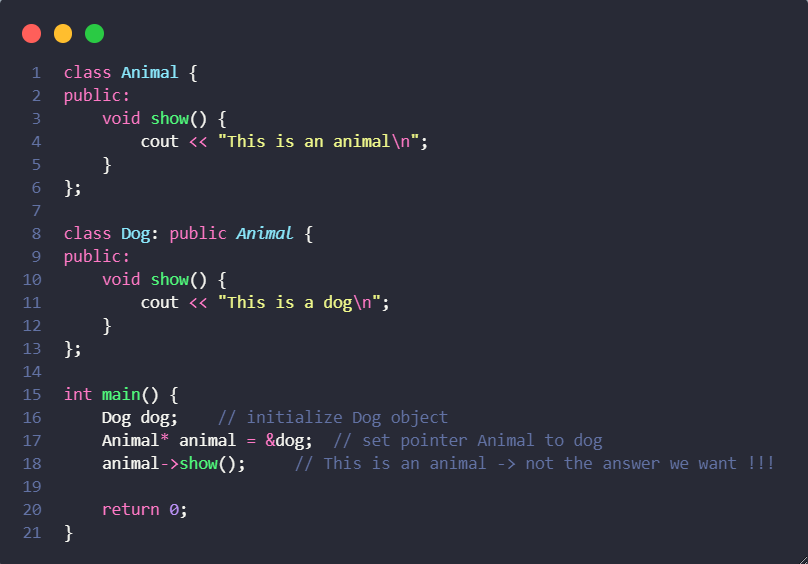 1 class Animal {
2 public:
3     void show() {
4         cout << "This is an animal\n";
5     }
6 };
7
8 class Dog: public Animal {
9 public:
10     void show() {
11         cout << "This is a dog\n";
12     }
13 };
14
15 int main() {
16     Dog dog;    // initialize Dog object
17     Animal* animal = &dog;  // set pointer Animal to dog
18     animal->show();     // This is an animal -> not the answer we want !!!
19
20     return 0;
21 }